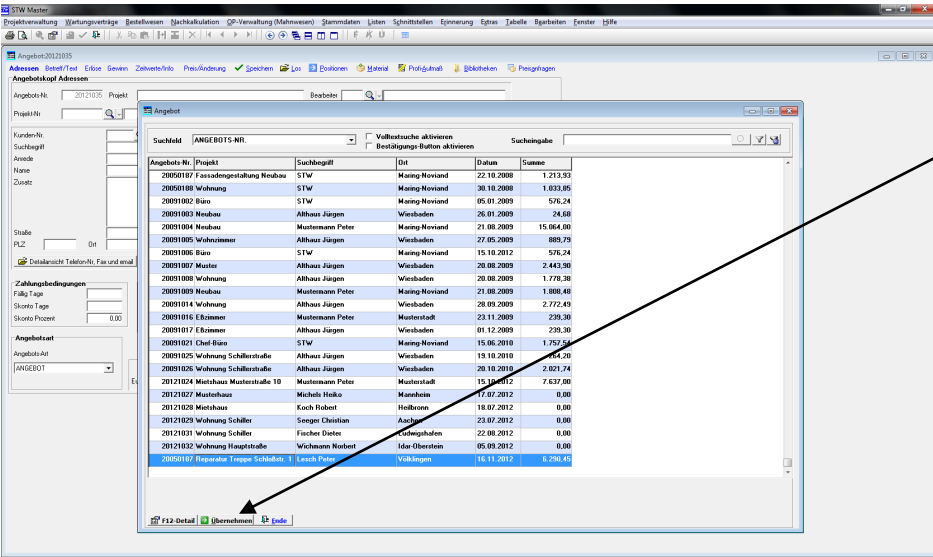 STW Master
Projektverwaltung Wartungsverträge Bestellwesen Nachkalkulation OP-Verwaltung (Mahnwesen) Stammdaten Listen Schnittstellen Erinnerung Extras Tabelle Bearbeiten Fenster Hilfe
Angebot:20121035
Adressen Betreff/Text Erlöse Gewinn Zeitwerte/Info Preis/Änderung Speichern Los Positionen Material Profi-Aufmaß Bibliotheken Preisanfragen
Angebotskopf Adressen
Angebots-Nr. 20121035 Projekt Bearbeiter
Projekt-Nr
Kunden-Nr.
Suchbegriff
Anrede
Name
Zusatz
Straße
PLZ Ort
Detailansicht Telefon-Nr, Fax und email
Zahlungsbedingungen
Fällig Tage
Skonto Tage
Skonto Prozent 0,00
Angebotsart
Angebots-Art
ANGEBOT
Angebot
Suchfeld ANGEBOTS-NR. Volltextsuche aktivieren Sucheingabe
Bestätigungs-Button aktivieren
Angebots-Nr. Projekt Suchbegriff Ort Datum Summe
20050187 Fassadengestaltung Neubau STW Maring-Noviand 22.10.2008 1.213,93
20050188 Wohnung STW Maring-Noviand 30.10.2008 1.033,85
20091002 Büro STW Maring-Noviand 05.01.2009 576,24
20091003 Neubau Althaus Jürgen Wiesbaden 26.01.2009 24,68
20091004 Neubau Mustermann Peter Maring-Noviand 21.08.2009 15.064,00
20091005 Wohnzimmer Althaus Jürgen Wiesbaden 27.05.2009 889,79
20091006 Büro STW Maring-Noviand 15.10.2012 576,24
20091007 Muster Althaus Jürgen Wiesbaden 20.08.2009 2.443,90
20091008 Wohnung Althaus Jürgen Wiesbaden 20.08.2009 1.778,38
20091009 Neubau Mustermann Peter Maring-Noviand 21.08.2009 1.808,48
20091014 Wohnung Althaus Jürgen Wiesbaden 28.09.2009 2.772,49
20091016 Eßzimmer Mustermann Peter Musterstadt 23.11.2009 239,30
20091017 Eßzimmer Althaus Jürgen Wiesbaden 01.12.2009 239,30
20091021 Chef-Büro STW Maring-Noviand 15.06.2010 1.757,54
20091025 Wohnung Schillerstraße Althaus Jürgen Wiesbaden 19.10.2010 264,20
20091026 Wohnung Schillerstraße Althaus Jürgen Wiesbaden 20.10.2010 2.021,74
20121024 Mietshaus Musterstraße 10 Mustermann Peter Musterstadt 15.10.2012 7.637,00
20121027 Musterhaus Michels Heiko Mannheim 17.07.2012 0,00
20121028 Mietshaus Koch Robert Heilbronn 18.07.2012 0,00
20121029 Wohnung Schiller Seeger Christian Aachen 23.07.2012 0,00
20121031 Wohnung Schiller Fischer Dieter Ludwigshafen 22.08.2012 0,00
20121032 Wohnung Hauptstraße Wichmann Norbert Idar-Oberstein 05.09.2012 0,00
20050187 Reparatur Treppe Schloßstr. 1 Lesch Peter Völklingen 16.11.2012 6.290,45
F12-Detail Übernehmen Ende